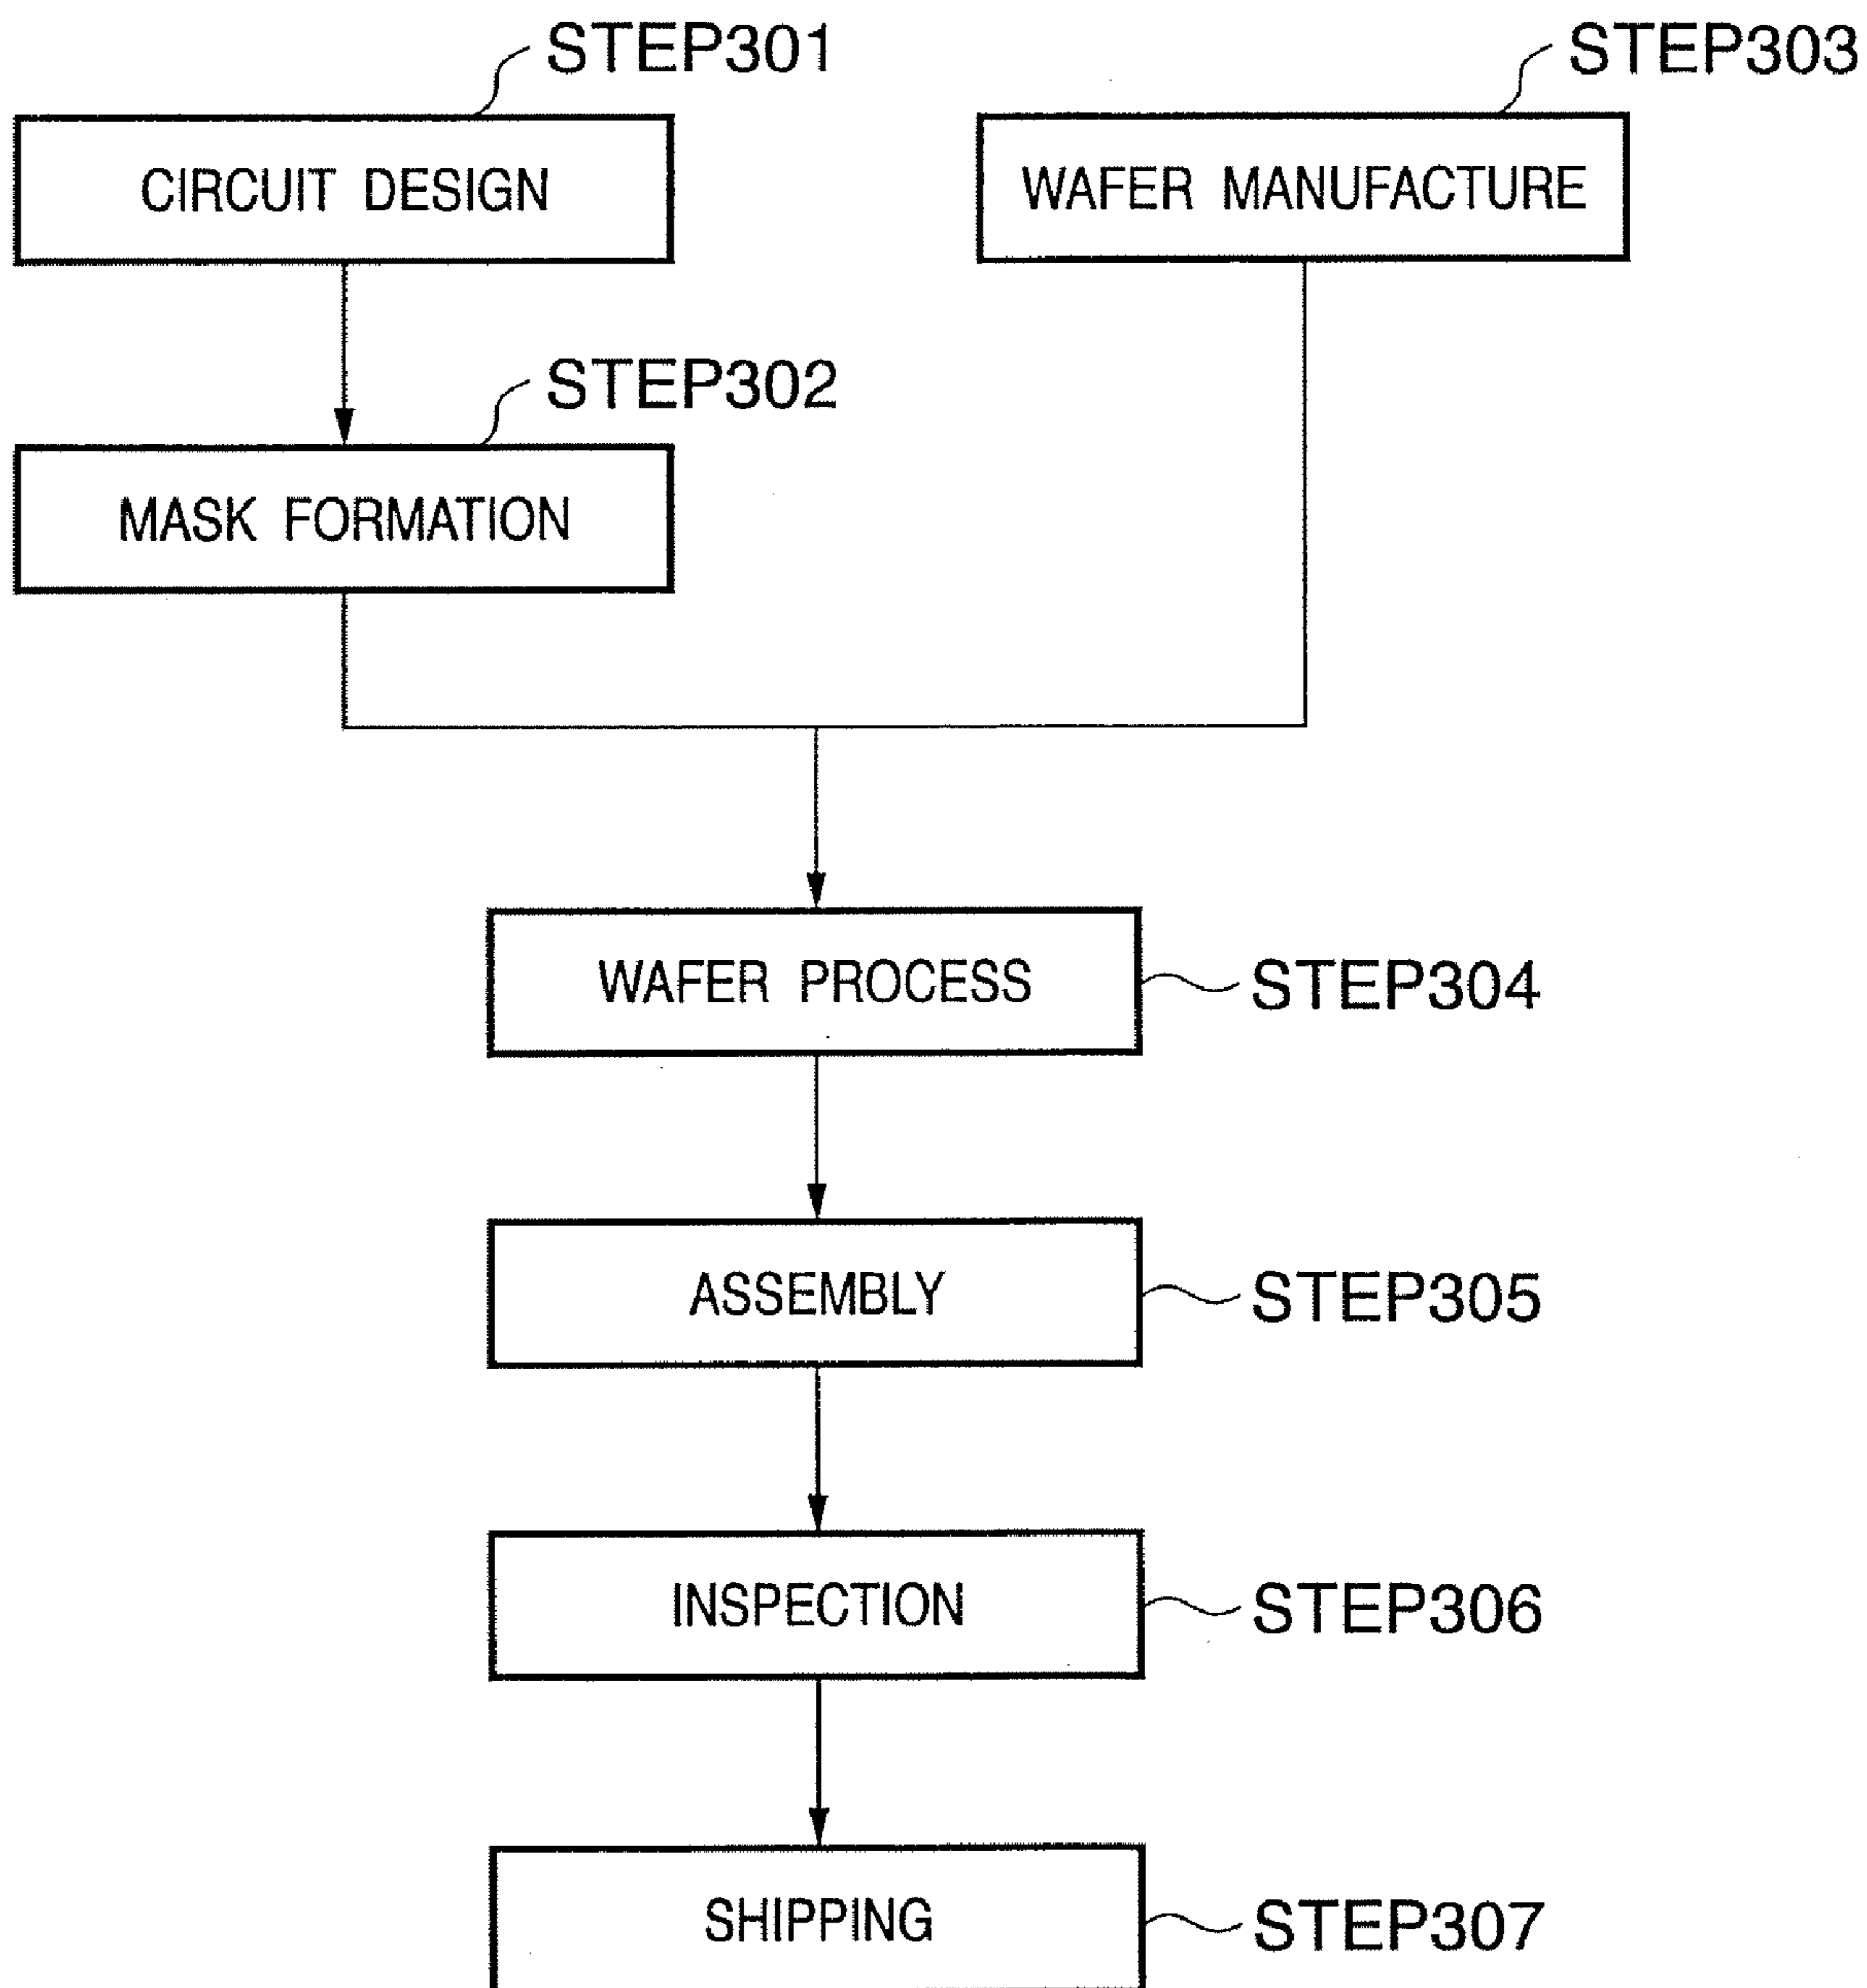 STEP301
CIRCUIT DESIGN
STEP302
MASK FORMATION
STEP303
WAFER MANUFACTURE
WAFER PROCESS
STEP304
ASSEMBLY
STEP305
INSPECTION
STEP306
SHIPPING
STEP307